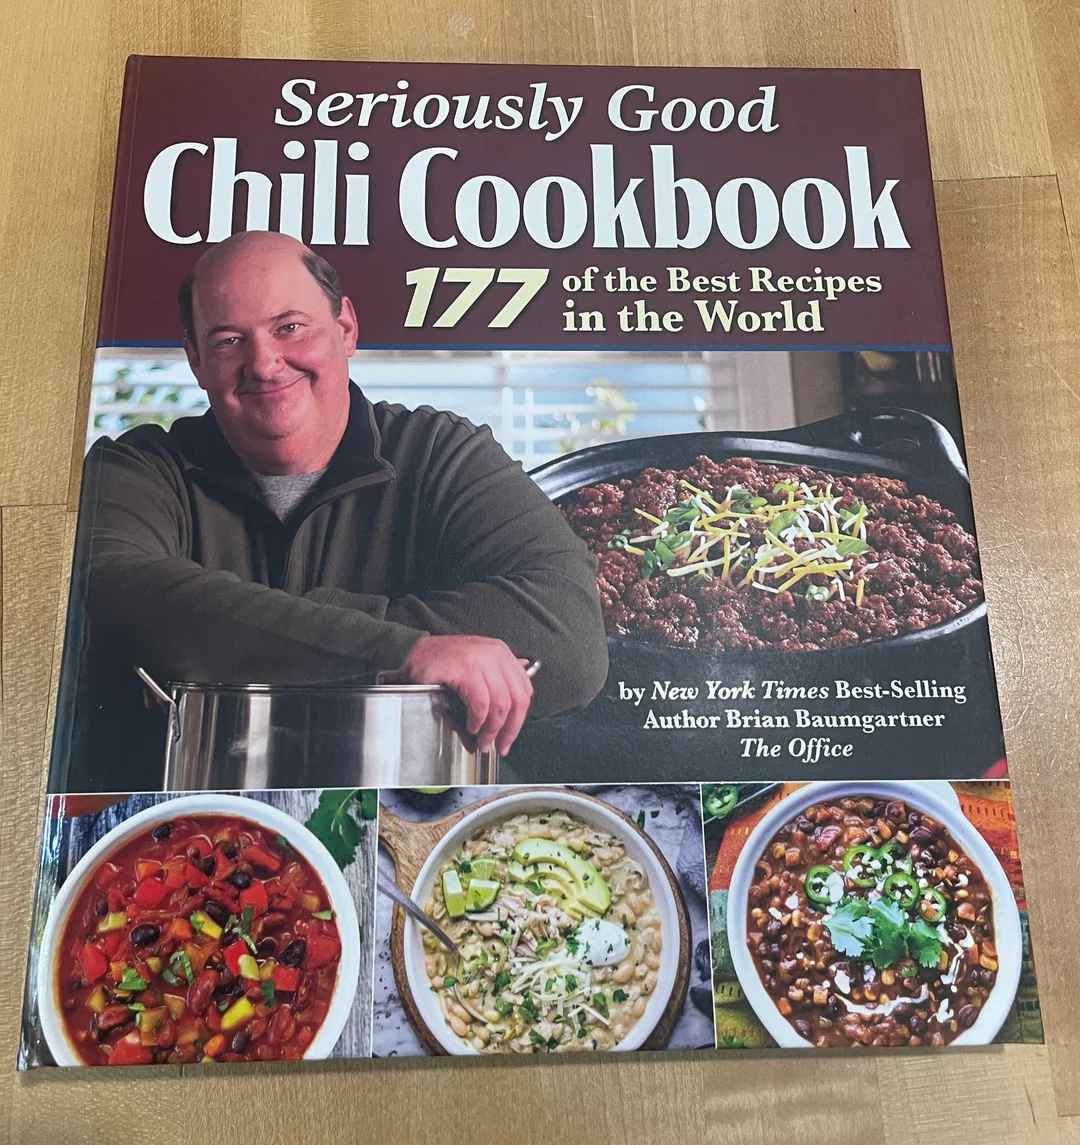 Seriously Good
Chili Cookbook
177 of the Best Recipes
in the World
by New York Times Best-Selling
Author Brian Baumgartner
The Office